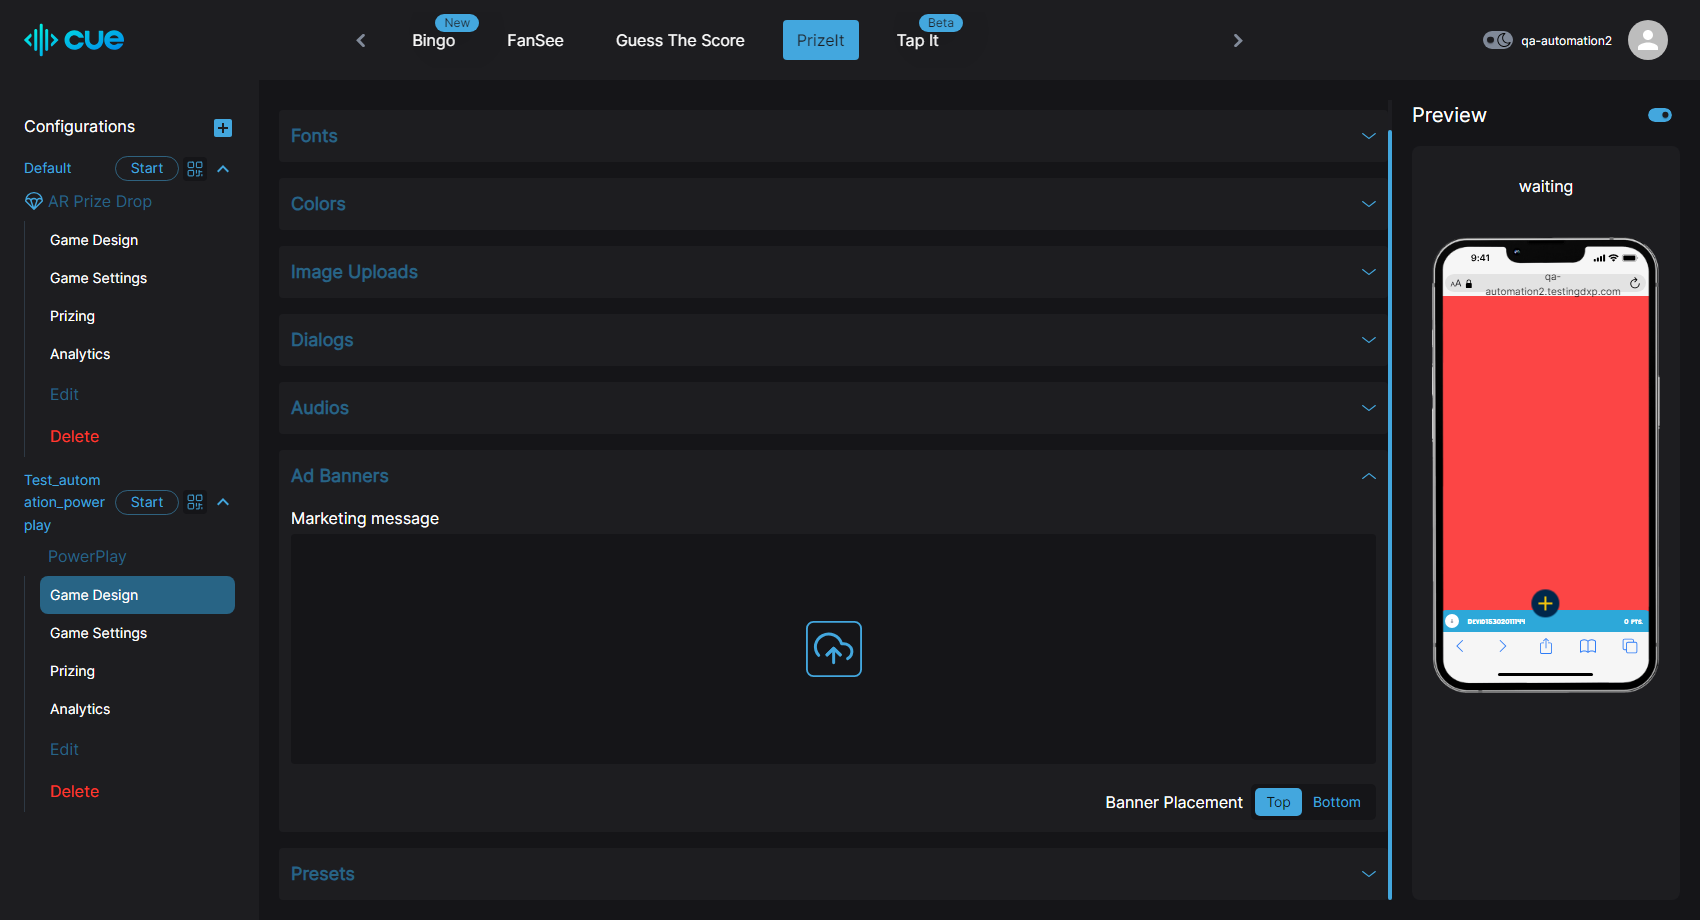 cue
New
Bingo
FanSee
Guess The Score
PrizeIt
Beta
Tap It
qa-automation2
Configurations
Default
Start
AR Prize Drop
Game Design
Game Settings
Prizing
Analytics
Edit
Delete
Test_autom
ation_power
play
Start
PowerPlay
Game Design
Game Settings
Prizing
Analytics
Edit
Delete
Fonts
Colors
Image Uploads
Dialogs
Audios
Ad Banners
Marketing message
Banner Placement
Top
Bottom
Presets
Preview
waiting
9:41
AA
qa-
automation2.testingdxp.com
0 PTS.